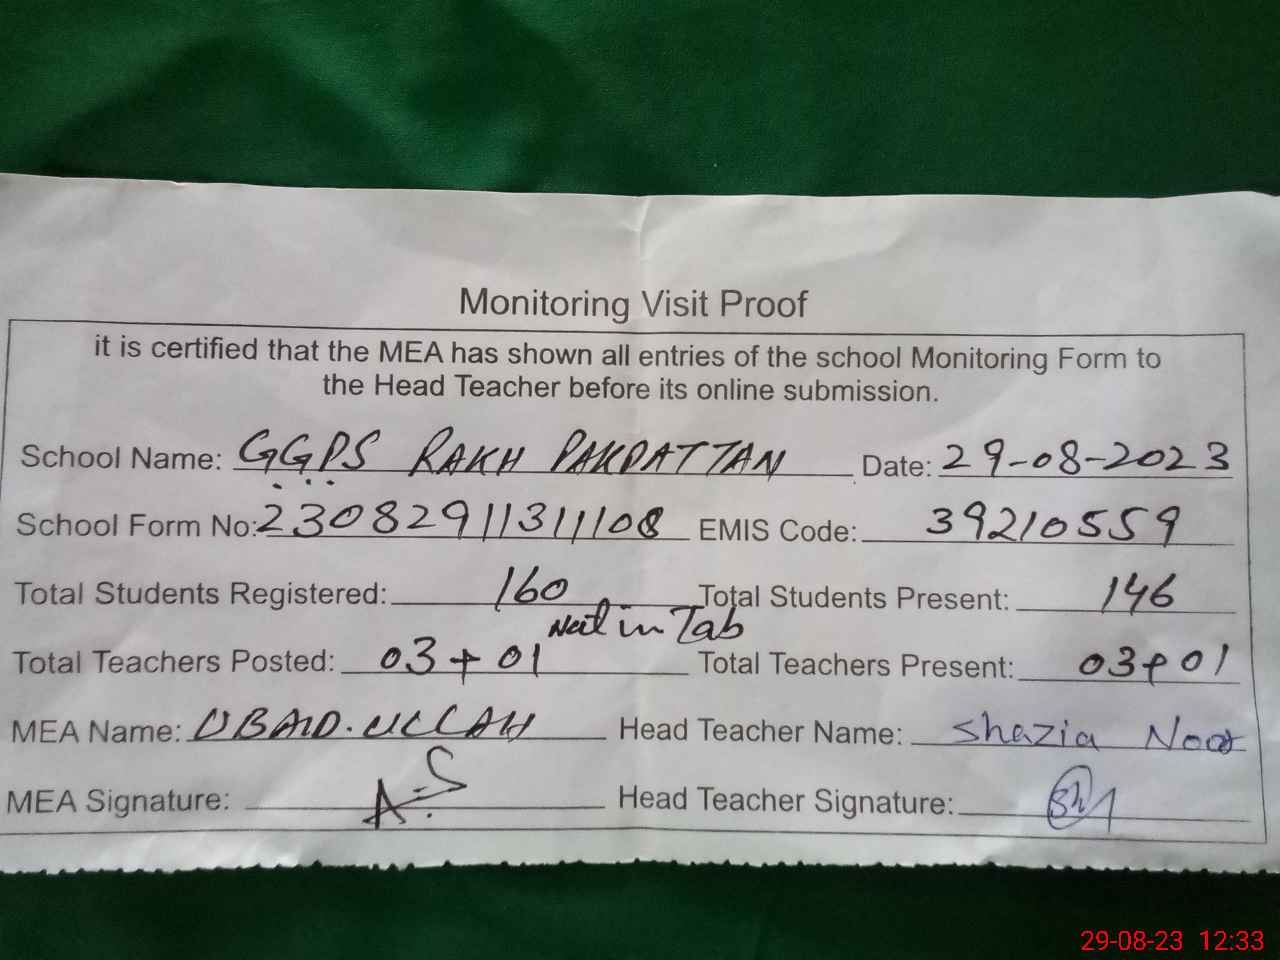 Monitoring Visit Proof
it is certified that the MEA has shown all entries of the school Monitoring Form to
the Head Teacher before its online submission.
School Name: GGPS RAKH PAKPATTAN Date: 29-08-2023
School Form No: 23082911311108 EMIS Code: 39210559
Total Students Registered: 160 Total Students Present: 146
in Tab
Total Teachers Posted: 03+01 Total Teachers Present: 03+01
MEA Name: UBAID.ULLAH Head Teacher Name: Shazia Noor
MEA Signature: Head Teacher Signature:
29-08-23 12:33